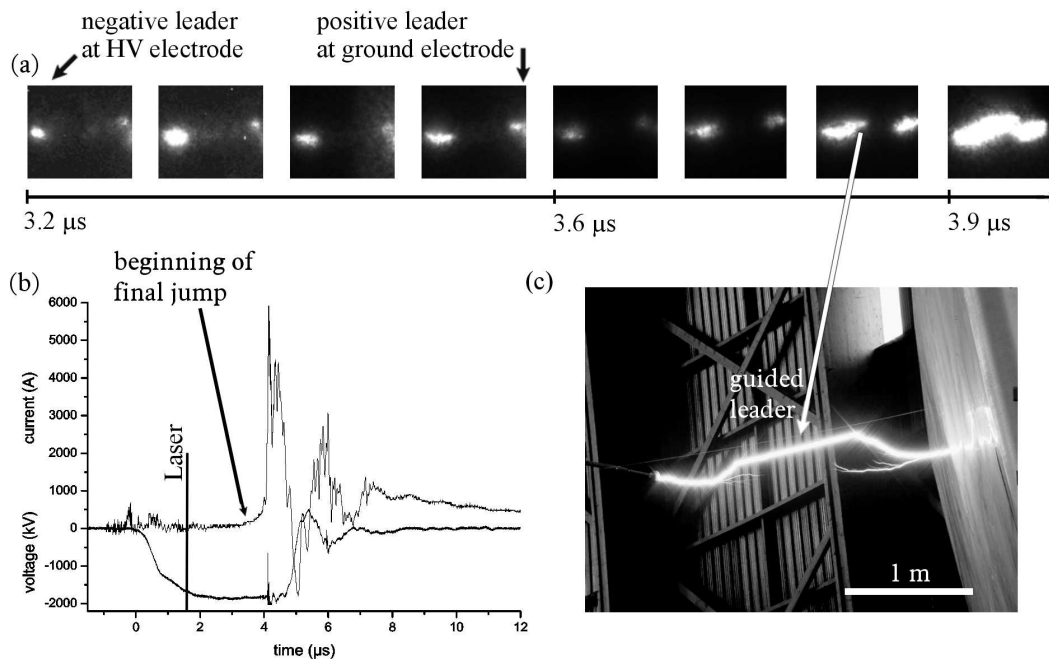 negative leader
at HV electrode
positive leader
at ground electrode
(a)
3.2 μs
3.6 μs
3.9 μs
beginning of
final jump
(b)
6000
5000
4000
3000
2000
1000
0
0
-1000
-2000
current (A)
voltage (kV)
Laser
0
2
4
6
8
10
12
time (μs)
(c)
guided
leader
1 m